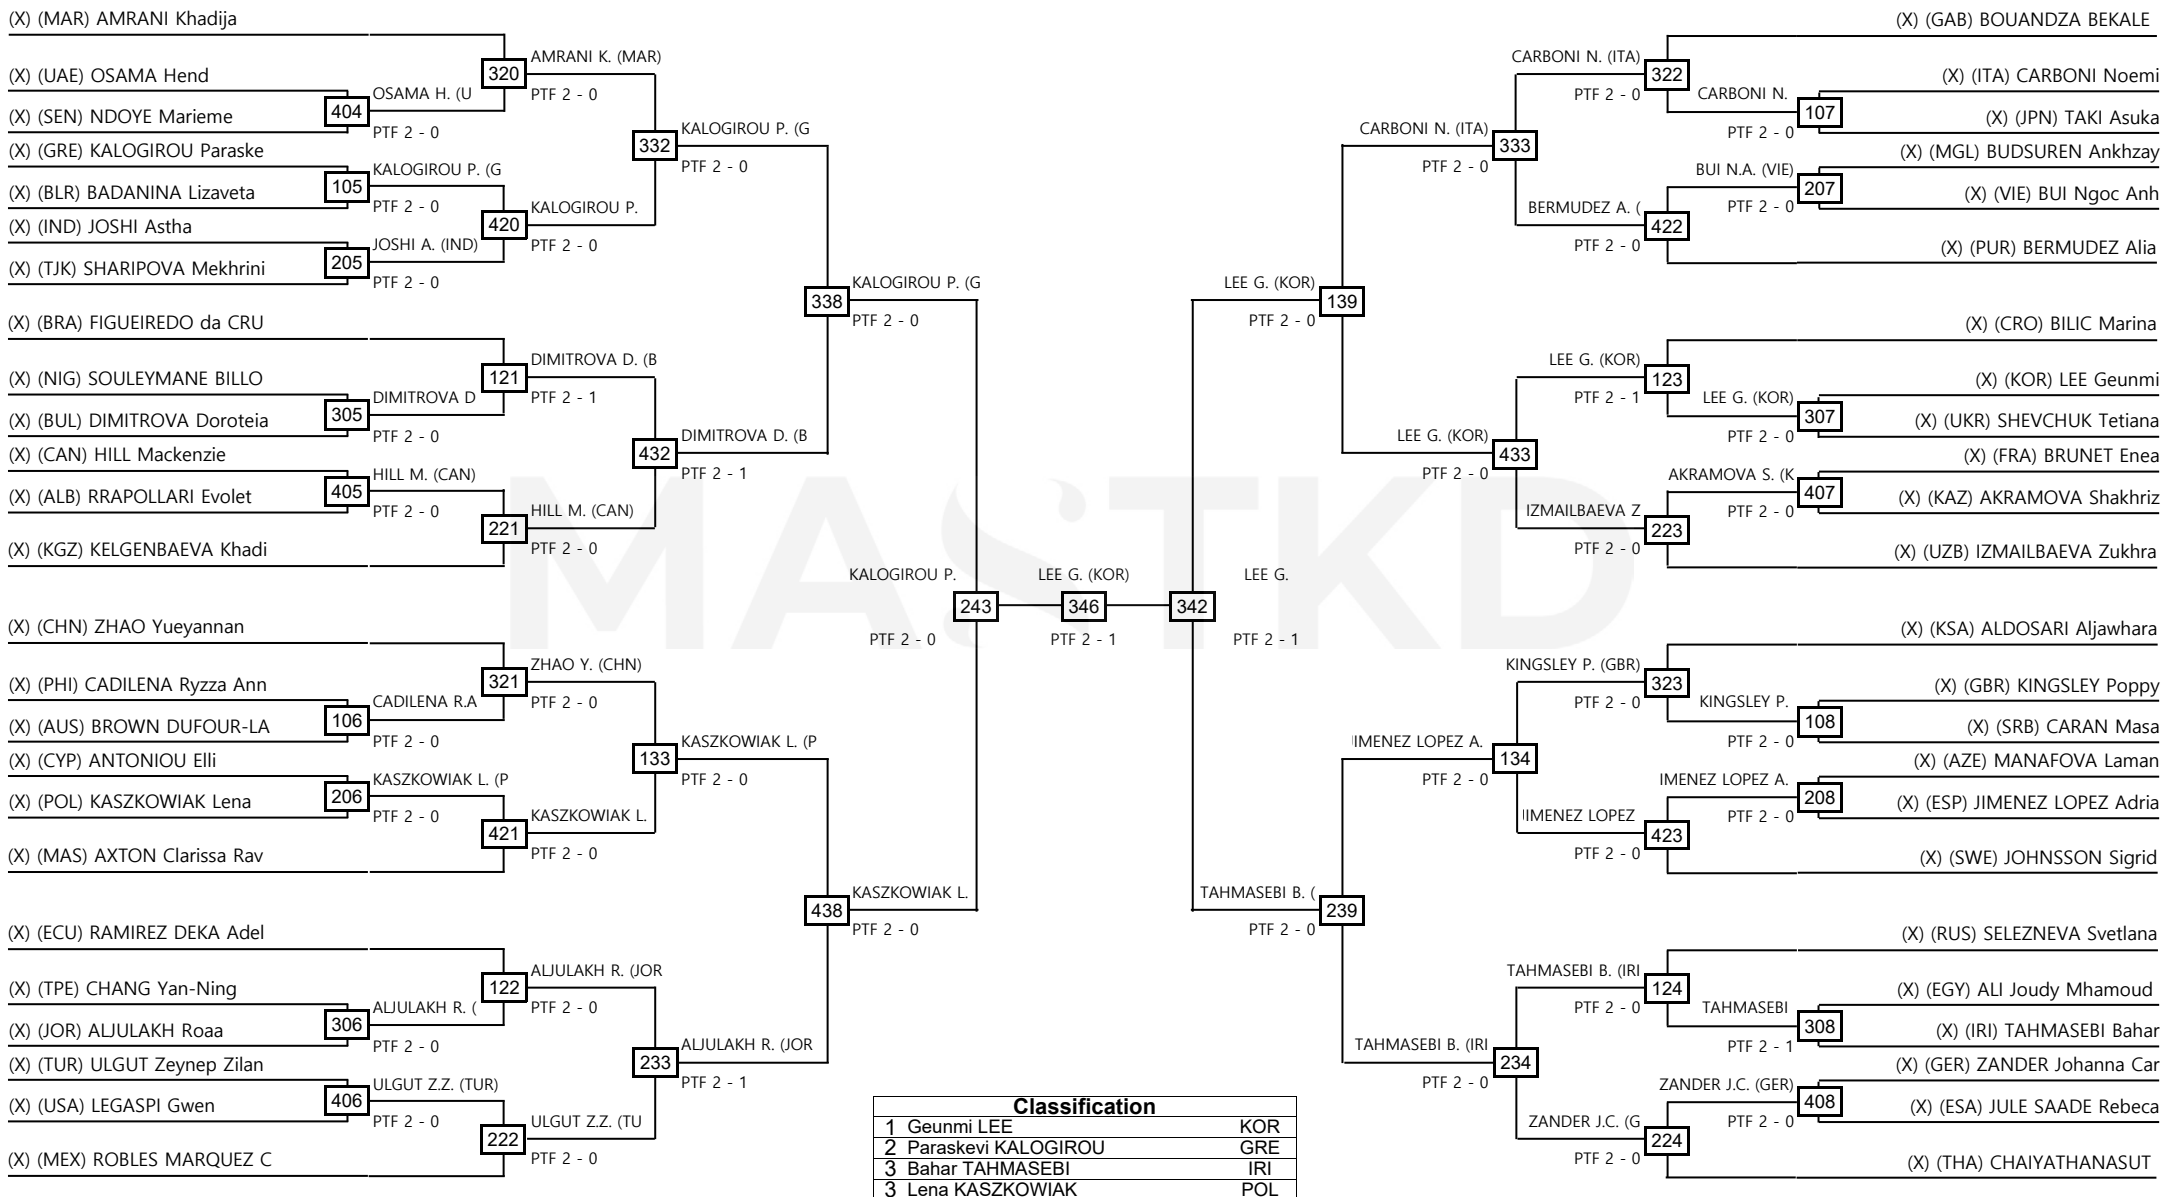 (X) (MAR) AMRANI Khadija
(X) (UAE) OSAMA Hend
(X) (SEN) NDOYE Marieme
(X) (GRE) KALOGIROU Paraske
(X) (BLR) BADANINA Lizaveta
(X) (IND) JOSHI Astha
(X) (TJK) SHARIPOVA Mekhrini
(X) (BRA) FIGUEIREDO da CRU
(X) (NIG) SOULEYMANE BILLO
(X) (BUL) DIMITROVA Doroteia
(X) (CAN) HILL Mackenzie
(X) (ALB) RRAPOLLARI Evolet
(X) (KGZ) KELGENBAEVA Khadi
(X) (CHN) ZHAO Yueyannan
(X) (PHI) CADILENA Ryzza Ann
(X) (AUS) BROWN DUFOUR-LA
(X) (CYP) ANTONIOU Elli
(X) (POL) KASZKOWIAK Lena
(X) (MAS) AXTON Clarissa Rav
(X) (ECU) RAMIREZ DEKA Adel
(X) (TPE) CHANG Yan-Ning
(X) (JOR) ALJULAKH Roaa
(X) (TUR) ULGUT Zeynep Zilan
(X) (USA) LEGASPI Gwen
(X) (MEX) ROBLES MARQUEZ C
404
OSAMA H. (U
PTF 2 - 0
105
KALOGIROU P. (G
PTF 2 - 0
205
JOSHI A. (IND)
PTF 2 - 0
305
DIMITROVA D
PTF 2 - 0
405
HILL M. (CAN)
PTF 2 - 0
106
CADILENA R.A
PTF 2 - 0
206
KASZKOWIAK L. (P
PTF 2 - 0
306
ALJULAKH R. (
PTF 2 - 0
406
ULGUT Z.Z. (TUR)
PTF 2 - 0
320
AMRANI K. (MAR)
PTF 2 - 0
420
KALOGIROU P.
PTF 2 - 0
121
DIMITROVA D. (B
PTF 2 - 1
221
HILL M. (CAN)
PTF 2 - 0
321
ZHAO Y. (CHN)
PTF 2 - 0
421
KASZKOWIAK L.
PTF 2 - 0
122
ALJULAKH R. (JOR
PTF 2 - 0
222
ULGUT Z.Z. (TU
PTF 2 - 0
332
KALOGIROU P. (G
PTF 2 - 0
432
DIMITROVA D. (B
PTF 2 - 1
133
KASZKOWIAK L. (P
PTF 2 - 0
233
ALJULAKH R. (JOR
PTF 2 - 1
338
KALOGIROU P. (G
PTF 2 - 0
438
KASZKOWIAK L.
PTF 2 - 0
MASTKD
KALOGIROU P.
243
PTF 2 - 0
LEE G. (KOR)
346
PTF 2 - 1
LEE G.
342
PTF 2 - 1
LEE G. (KOR)
139
PTF 2 - 0
TAHMASEBI B. (
239
PTF 2 - 0
CARBONI N. (ITA)
333
PTF 2 - 0
LEE G. (KOR)
433
PTF 2 - 0
JIMENEZ LOPEZ A.
134
PTF 2 - 0
TAHMASEBI B. (IRI
234
PTF 2 - 0
CARBONI N. (ITA)
322
PTF 2 - 0
BERMUDEZ A. (
422
PTF 2 - 0
LEE G. (KOR)
123
PTF 2 - 1
IZMAILBAEVA Z
223
PTF 2 - 0
KINGSLEY P. (GBR)
323
PTF 2 - 0
JIMENEZ LOPEZ
423
PTF 2 - 0
TAHMASEBI B. (IRI
124
PTF 2 - 0
ZANDER J.C. (G
224
PTF 2 - 0
CARBONI N.
107
PTF 2 - 0
BUI N.A. (VIE)
207
PTF 2 - 0
LEE G. (KOR)
307
PTF 2 - 0
AKRAMOVA S. (K
407
PTF 2 - 0
KINGSLEY P.
108
PTF 2 - 0
IMENEZ LOPEZ A.
208
PTF 2 - 0
TAHMASEBI
308
PTF 2 - 1
ZANDER J.C. (GER)
408
PTF 2 - 0
(X) (GAB) BOUANDZA BEKALE
(X) (ITA) CARBONI Noemi
(X) (JPN) TAKI Asuka
(X) (MGL) BUDSUREN Ankhzay
(X) (VIE) BUI Ngoc Anh
(X) (PUR) BERMUDEZ Alia
(X) (CRO) BILIC Marina
(X) (KOR) LEE Geunmi
(X) (UKR) SHEVCHUK Tetiana
(X) (FRA) BRUNET Enea
(X) (KAZ) AKRAMOVA Shakhriz
(X) (UZB) IZMAILBAEVA Zukhra
(X) (KSA) ALDOSARI Aljawhara
(X) (GBR) KINGSLEY Poppy
(X) (SRB) CARAN Masa
(X) (AZE) MANAFOVA Laman
(X) (ESP) JIMENEZ LOPEZ Adria
(X) (SWE) JOHNSSON Sigrid
(X) (RUS) SELEZNEVA Svetlana
(X) (EGY) ALI Joudy Mhamoud
(X) (IRI) TAHMASEBI Bahar
(X) (GER) ZANDER Johanna Car
(X) (ESA) JULE SAADE Rebeca
(X) (THA) CHAIYATHANASUT
Classification
1 Geunmi LEE KOR
2 Paraskevi KALOGIROU GRE
3 Bahar TAHMASEBI IRI
3 Lena KASZKOWIAK POL